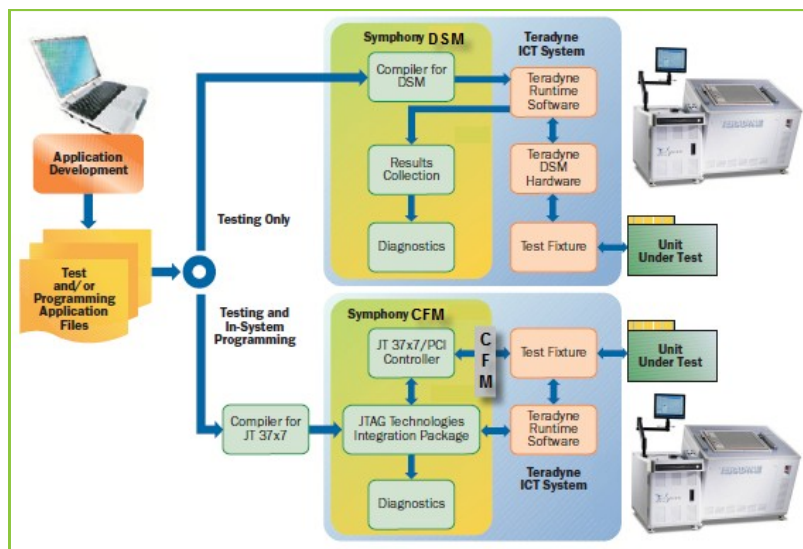 Symphony DSM
Teradyne
ICT System
Compiler for
DSM
Teradyne
Runtime
Software
TERADYNE
Application
Development
Results
Collection
Teradyne
DSM
Hardware
Testing Only
Diagnostics
Test Fixture
Unit
Under Test
Test
and/or
Programming
Application
Files
Testing and
In-System
Programming
Symphony CFM
JT 37x7/PCI
Controller
C
F
M
Test Fixture
Unit
Under Test
Compiler for
JT 37x7
JTAG Technologies
Integration Package
Teradyne
Runtime
Software
Teradyne
ICT System
Diagnostics
TERADYNE